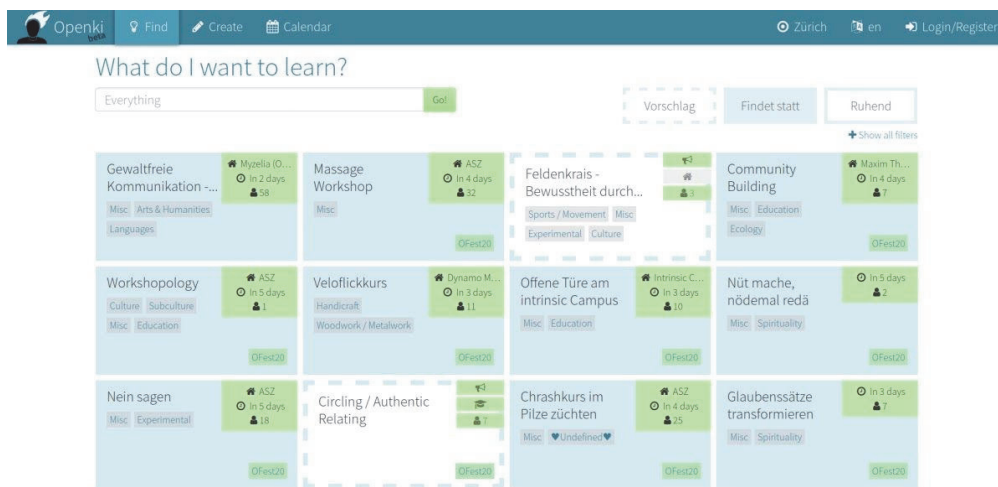 Openki beta Find Create Calendar Zürich en Login/Register
What do I want to learn?
Everything Go! Vorschlag Findet statt Ruhend
Show all filters
Gewaltfreie
Kommunikation -...
Misc Arts & Humanities
Languages
Myzelia (O...
In 2 days
58
Massage
Workshop
Misc
ASZ
In 4 days
32
OFest20
Feldenkrais -
Bewusstheit durch...
Sports / Movement Misc
Experimental Culture
3
Community
Building
Misc Education
Ecology
Maxim Th...
In 4 days
7
OFest20
Workshopology
Culture Subculture
Misc Education
ASZ
In 5 days
1
OFest20
Veloflickkurs
Handicraft
Woodwork / Metalwork
Dynamo M...
In 3 days
11
OFest20
Offene Türe am
intrinsic Campus
Misc Education
Intrinsic C...
In 3 days
10
OFest20
Nüt mache,
nödemal redä
Misc Spirituality
In 5 days
2
OFest20
Nein sagen
Misc Experimental
ASZ
In 5 days
18
OFest20
Circling / Authentic
Relating
7
OFest20
Chrashkurs im
Pilze züchten
Misc ♥Undefined♥
ASZ
In 4 days
25
OFest20
Glaubenssätze
transformieren
Misc Spirituality
In 3 days
7
OFest20